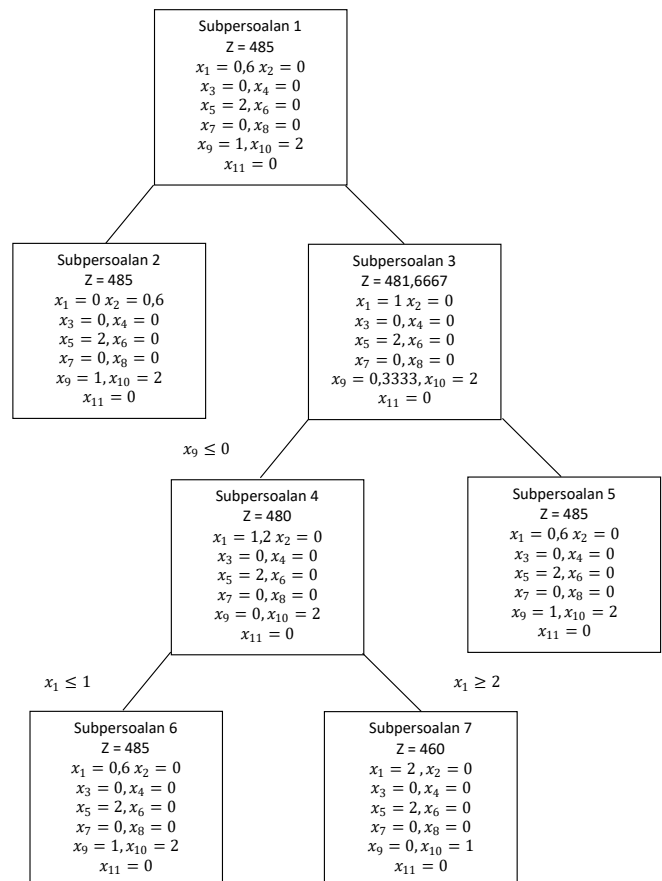 Subpersoalan 1
Z = 485
𝑥₁ = 0,6 𝑥₂ = 0
𝑥₃ = 0, 𝑥₄ = 0
𝑥₅ = 2, 𝑥₆ = 0
𝑥₇ = 0, 𝑥₈ = 0
𝑥₉ = 1, 𝑥₁₀ = 2
𝑥₁₁ = 0
Subpersoalan 2
Z = 485
𝑥₁ = 0 𝑥₂ = 0,6
𝑥₃ = 0, 𝑥₄ = 0
𝑥₅ = 2, 𝑥₆ = 0
𝑥₇ = 0, 𝑥₈ = 0
𝑥₉ = 1, 𝑥₁₀ = 2
𝑥₁₁ = 0
Subpersoalan 3
Z = 481,6667
𝑥₁ = 1 𝑥₂ = 0
𝑥₃ = 0, 𝑥₄ = 0
𝑥₅ = 2, 𝑥₆ = 0
𝑥₇ = 0, 𝑥₈ = 0
𝑥₉ = 0,3333, 𝑥₁₀ = 2
𝑥₁₁ = 0
𝑥₉ ≤ 0
Subpersoalan 4
Z = 480
𝑥₁ = 1,2 𝑥₂ = 0
𝑥₃ = 0, 𝑥₄ = 0
𝑥₅ = 2, 𝑥₆ = 0
𝑥₇ = 0, 𝑥₈ = 0
𝑥₉ = 0, 𝑥₁₀ = 2
𝑥₁₁ = 0
Subpersoalan 5
Z = 485
𝑥₁ = 0,6 𝑥₂ = 0
𝑥₃ = 0, 𝑥₄ = 0
𝑥₅ = 2, 𝑥₆ = 0
𝑥₇ = 0, 𝑥₈ = 0
𝑥₉ = 1, 𝑥₁₀ = 2
𝑥₁₁ = 0
𝑥₁ ≤ 1
𝑥₁ ≥ 2
Subpersoalan 6
Z = 485
𝑥₁ = 0,6 𝑥₂ = 0
𝑥₃ = 0, 𝑥₄ = 0
𝑥₅ = 2, 𝑥₆ = 0
𝑥₇ = 0, 𝑥₈ = 0
𝑥₉ = 1, 𝑥₁₀ = 2
𝑥₁₁ = 0
Subpersoalan 7
Z = 460
𝑥₁ = 2 , 𝑥₂ = 0
𝑥₃ = 0, 𝑥₄ = 0
𝑥₅ = 2, 𝑥₆ = 0
𝑥₇ = 0, 𝑥₈ = 0
𝑥₉ = 0, 𝑥₁₀ = 1
𝑥₁₁ = 0